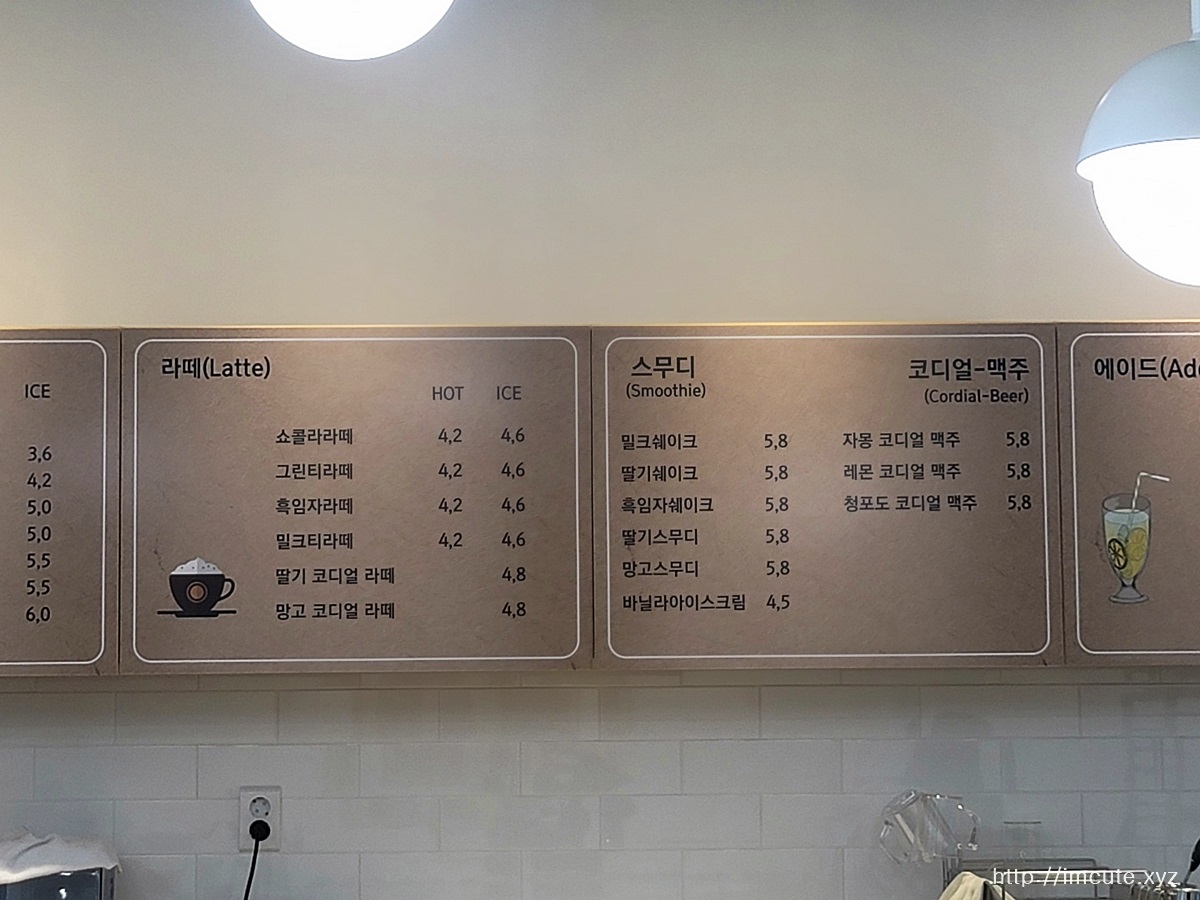 ICE
3,6
4,2
5,0
5,0
5,5
5,5
6,0
라떼(Latte)
HOT ICE
쇼콜라라떼 4,2 4,6
그린티라떼 4,2 4,6
흑임자라떼 4,2 4,6
밀크티라떼 4,2 4,6
딸기 코디얼 라떼 4,8
망고 코디얼 라떼 4,8
스무디
(Smoothie)
밀크쉐이크 5,8
딸기쉐이크 5,8
흑임자쉐이크 5,8
딸기스무디 5,8
망고스무디 5,8
바닐라아이스크림 4,5
코디얼-맥주
(Cordial-Beer)
자몽 코디얼 맥주 5,8
레몬 코디얼 맥주 5,8
청포도 코디얼 맥주 5,8
에이드(Ade
http://imcute.xyz